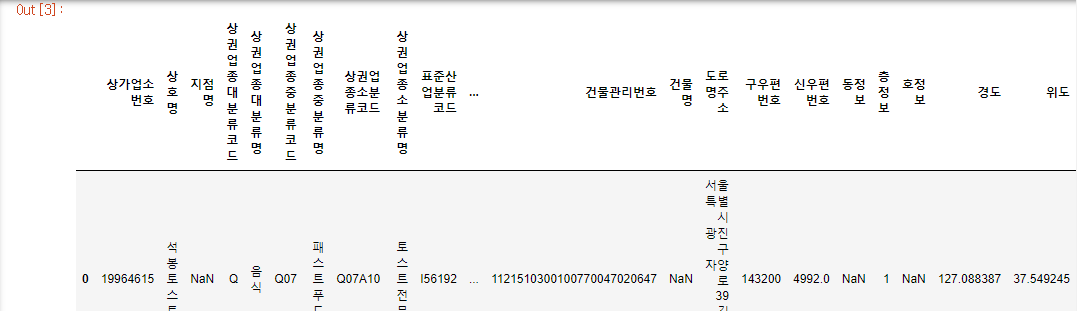 Out [3]:
상가업소번호 상호명 지점명 상권업종대분류코드 상권업종대분류명 상권업종중분류코드 상권업종중분류명 상권업종소분류코드 상권업종소분류명 표준산업분류코드 ... 건물관리번호 건물명 도로명주소 구우편번호 신우편번호 동정보 층정보 호정보 경도 위도
0 19964615 석봉토스트 NaN Q 음식 Q07 패스트푸드 Q07A10 토스트전문 I56192 ... 1121510300100770047020647 NaN 서울특별시 광진구 자양로39길 143200 4992.0 NaN 1 NaN 127.088387 37.549245